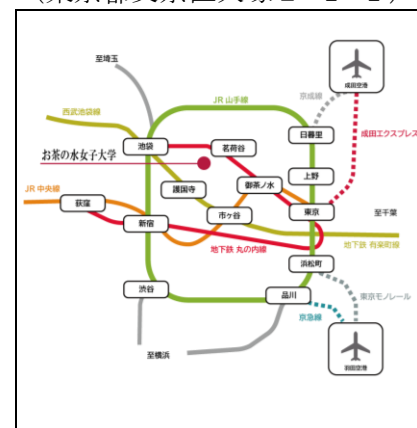 至埼玉
成田空港
JR 山手線
京成線
西武池袋線
日暮里
成田エクスプレス
池袋
茗荷谷
お茶の水女子大学
上野
御茶ノ水
護国寺
JR 中央線
荻窪
市ヶ谷
東京
至千葉
新宿
地下鉄 有楽町線
地下鉄 丸の内線
浜松町
渋谷
品川
東京モノレール
京急線
至横浜
羽田空港